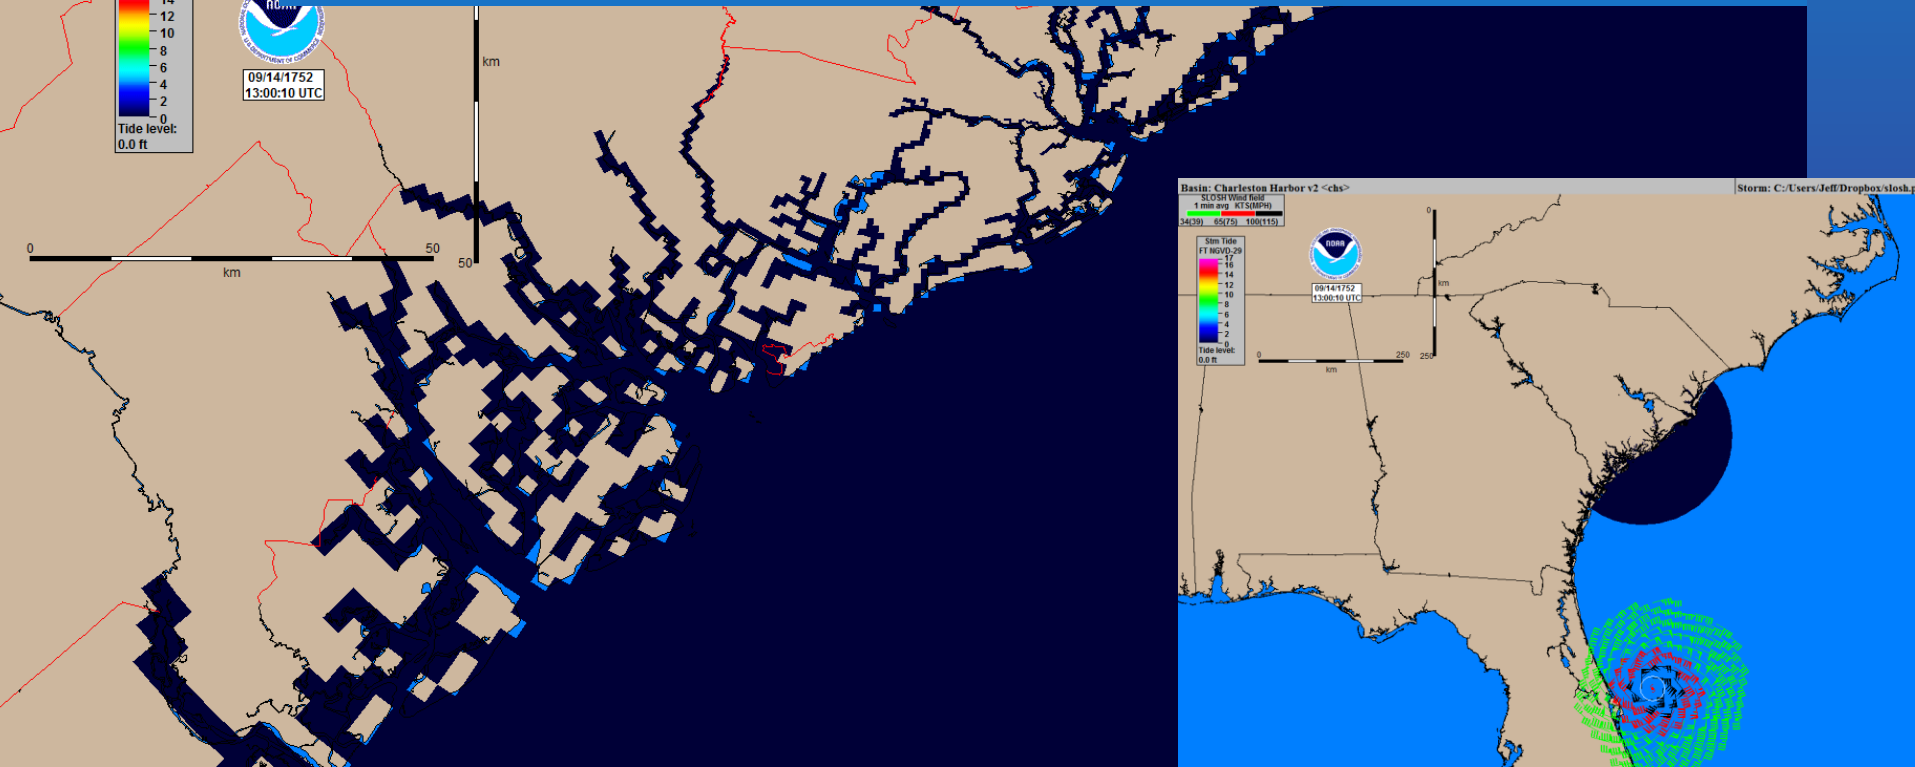 14
12
10
8
6
4
2
0
Tide level:
0.0 ft
NOAA
U.S. DEPARTMENT OF COMMERCE
09/14/1752
13:00:10 UTC
km
50
0
50
km
Basin: Charleston Harbor v2 <chs>
Storm: C:/Users/Jeff/Dropbox/slosh.p
SLOSH Wind field
1 min avg KTS(MPH)
34(39) 65(75) 100(115)
Stm Tide
FT NGVD-29
17
16
14
12
10
8
6
4
2
0
Tide level:
0.0 ft
NOAA
09/14/1752
13:00:10 UTC
0
km
250
0
250
km